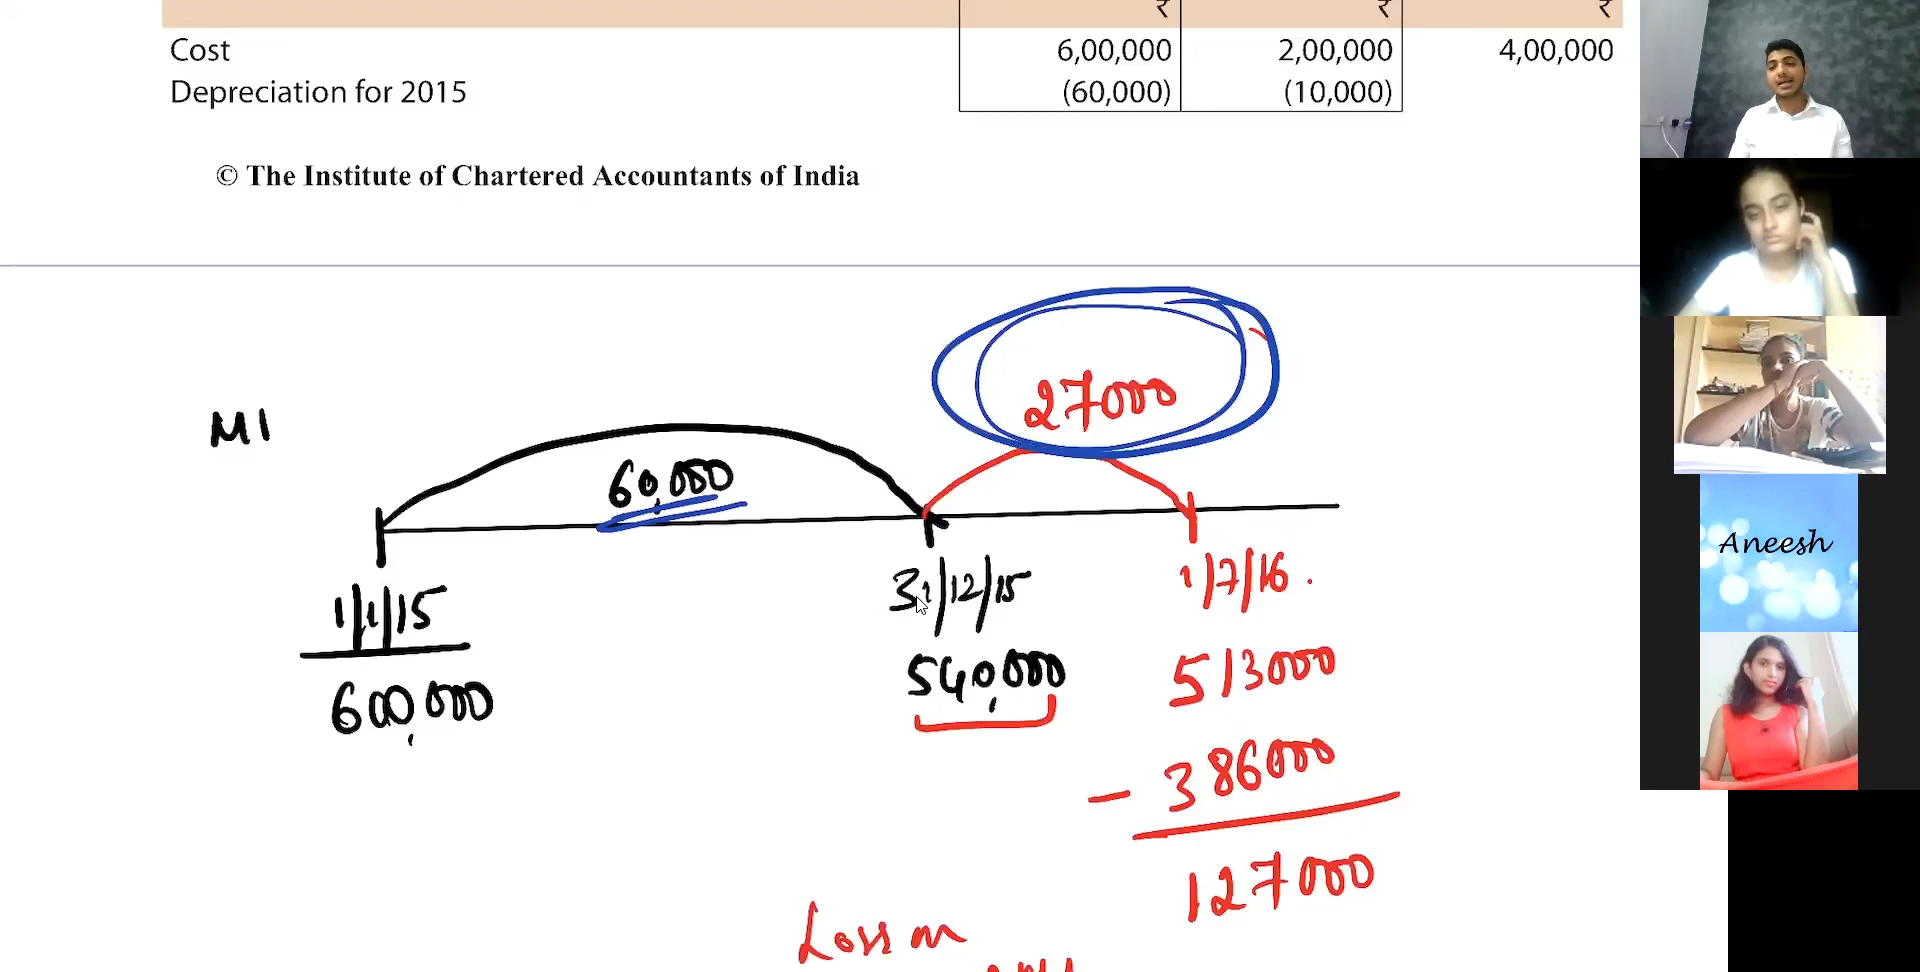 ₹ ₹ ₹
Cost 6,00,000 2,00,000 4,00,000
Depreciation for 2015 (60,000) (10,000)
© The Institute of Chartered Accountants of India
27000
M1
60,000
1/1/15 31/12/15 1/7/16.
600,000 540,000 513000
- 386000
127000
Loss on
Aneesh